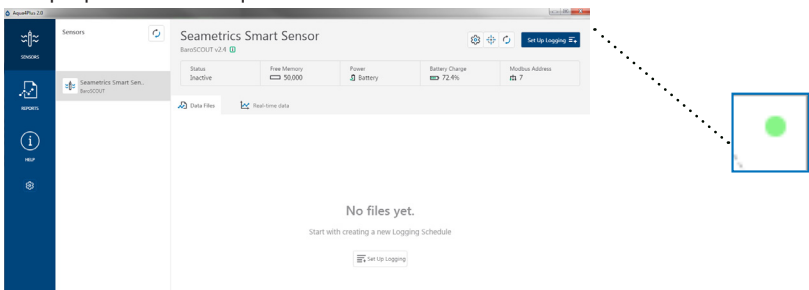 Aqua4Plus 2.0
SENSORS
REPORTS
HELP
Sensors
Seametrics Smart Sen...
BaroSCOUT
Seametrics Smart Sensor
BaroSCOUT v2.4
Set Up Logging
Status
Inactive
Free Memory
50,000
Power
Battery
Battery Charge
72.4%
Modbus Address
7
Data Files
Real-time data
No files yet.
Start with creating a new Logging Schedule
Set Up Logging